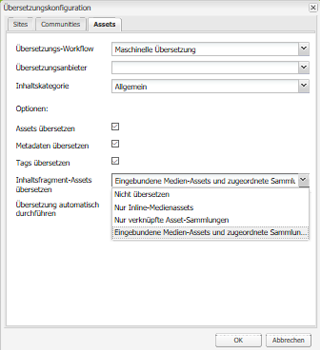 Übersetzungskonfiguration
Sites
Communities
Assets
Übersetzungs-Workflow
Maschinelle Übersetzung
Übersetzungsanbieter
Inhaltskategorie
Allgemein
Optionen:
Assets übersetzen
Metadaten übersetzen
Tags übersetzen
Inhaltsfragment-Assets
übersetzen
Eingebundene Medien-Assets und zugeordnete Samml
Nicht übersetzen
Nur Inline-Medienassets
Nur verknüpfte Asset-Sammlungen
Eingebundene Medien-Assets und zugeordnete Sammlun...
Übersetzung automatisch
durchführen
OK
Abbrechen